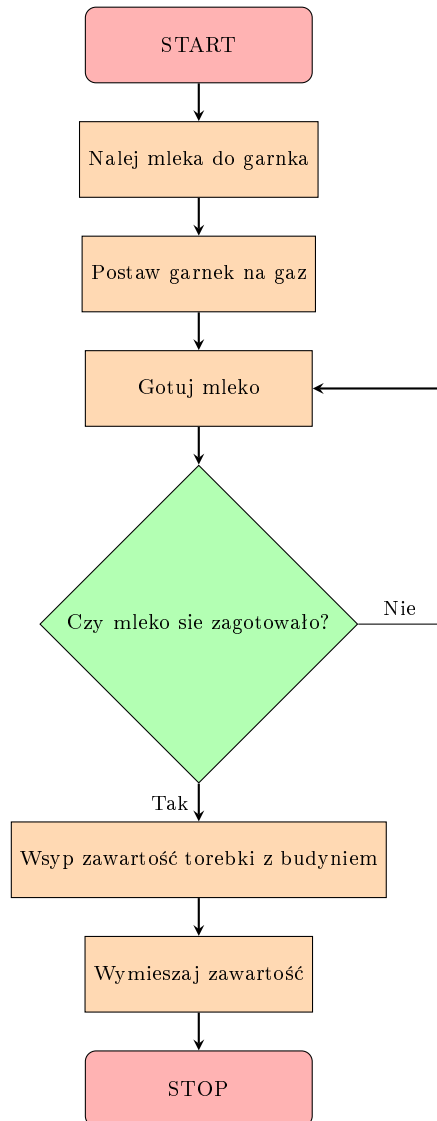 START
Nalej mleka do garnka
Postaw garnek na gaz
Gotuj mleko
Czy mleko sie zagotowało?
Nie
Tak
Wsyp zawartość torebki z budyniem
Wymieszaj zawartość
STOP